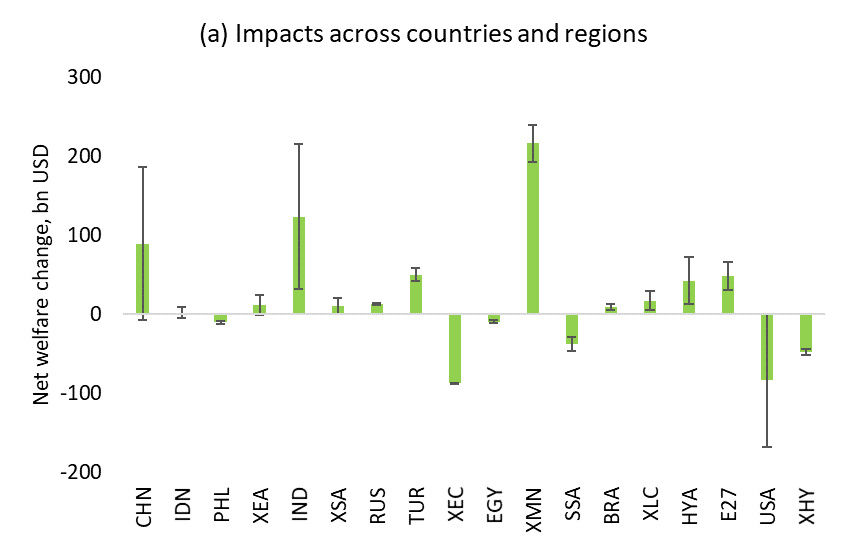 (a) Impacts across countries and regions
Net welfare change, bn USD
300
200
100
0
-100
-200
CHN
IDN
PHL
XEA
IND
XSA
RUS
TUR
XEC
EGY
XMN
SSA
BRA
XLC
HYA
E27
USA
XHY